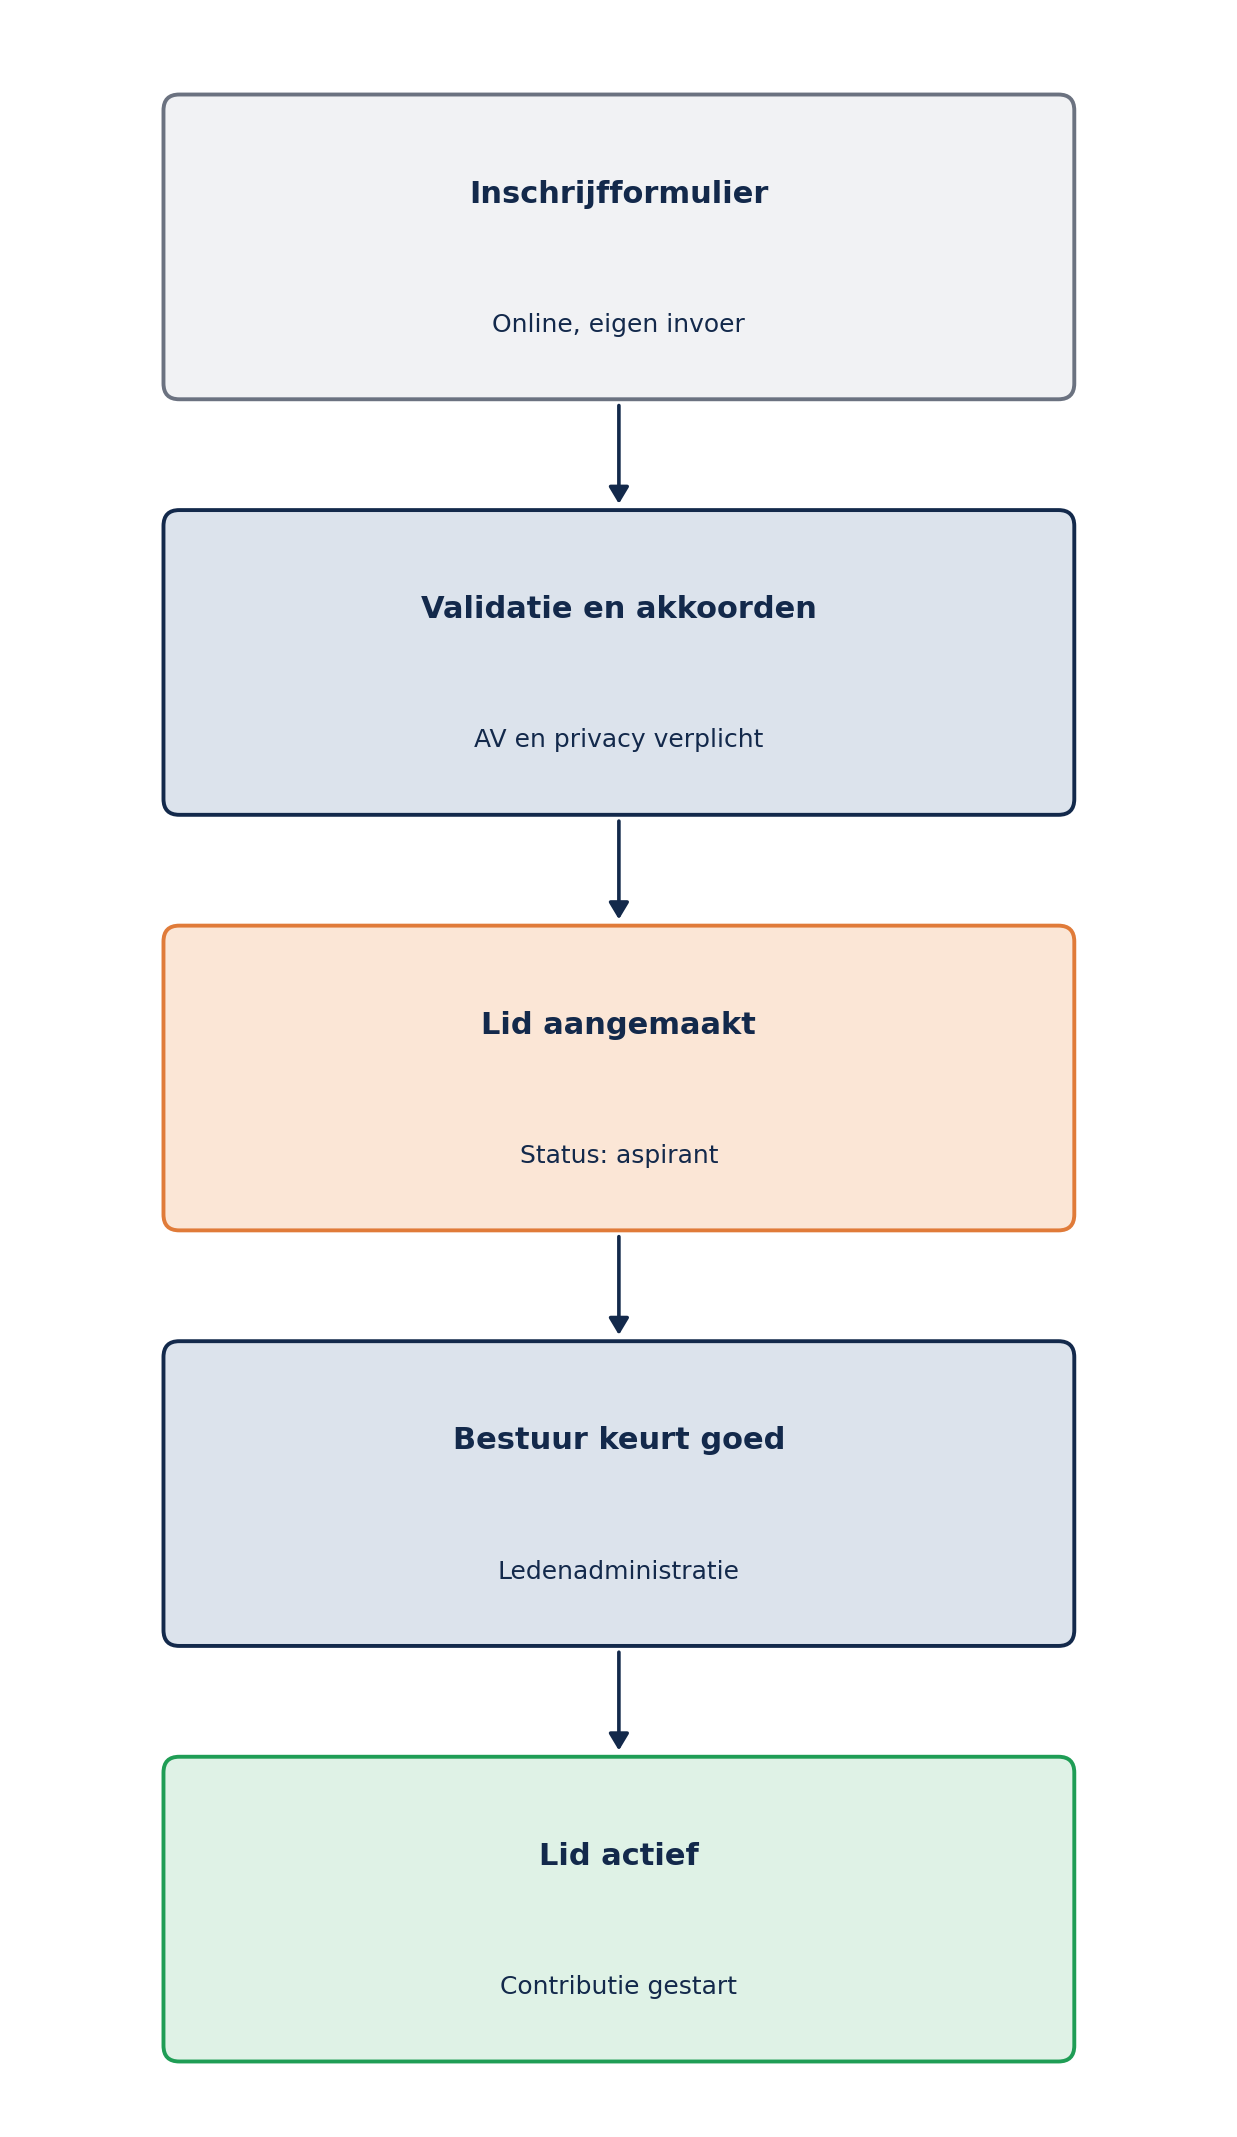 Inschrijfformulier
Online, eigen invoer
Validatie en akkoorden
AV en privacy verplicht
Lid aangemaakt
Status: aspirant
Bestuur keurt goed
Ledenadministratie
Lid actief
Contributie gestart